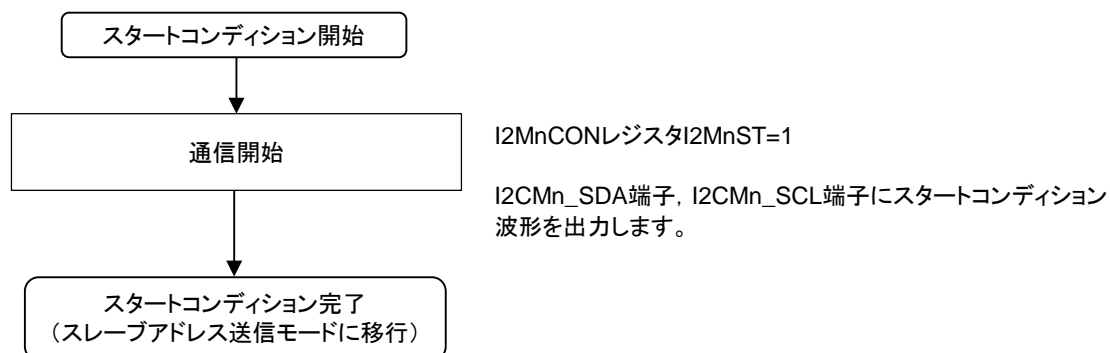 スタートコンディション開始
通信開始
I2MnCONレジスタI2MnST=1
I2CMn_SDA端子，I2CMn_SCL端子にスタートコンディション
波形を出力します。
スタートコンディション完了
（スレーブアドレス送信モードに移行）